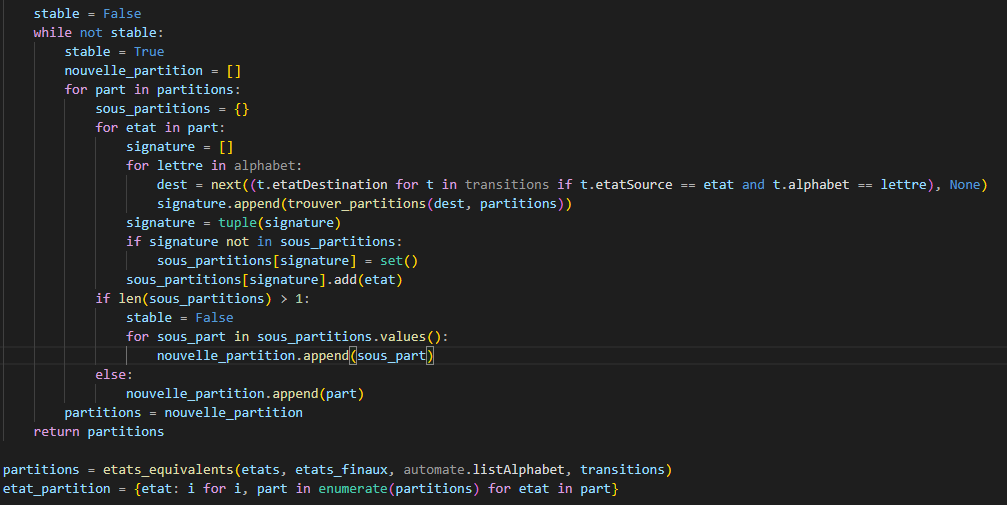 stable = False
while not stable:
stable = True
nouvelle_partition = []
for part in partitions:
sous_partitions = {}
for etat in part:
signature = []
for lettre in alphabet:
dest = next((t.etatDestination for t in transitions if t.etatSource == etat and t.alphabet == lettre), None)
signature.append(trouver_partitions(dest, partitions))
signature = tuple(signature)
if signature not in sous_partitions:
sous_partitions[signature] = set()
sous_partitions[signature].add(etat)
if len(sous_partitions) > 1:
stable = False
for sous_part in sous_partitions.values():
nouvelle_partition.append(sous_part)
else:
nouvelle_partition.append(part)
partitions = nouvelle_partition
return partitions
partitions = etats_equivalents(etats, etats_finaux, automate.listAlphabet, transitions)
etat_partition = {etat: i for i, part in enumerate(partitions) for etat in part}